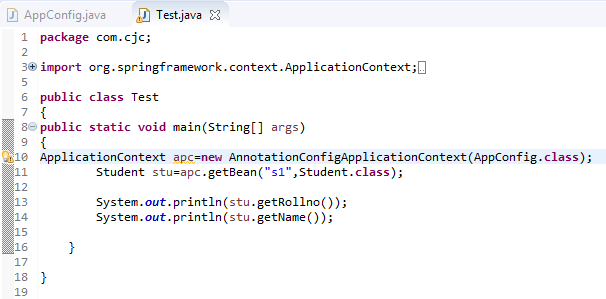 AppConfig.java Test.java
1 package com.cjc;
2
3 import org.springframework.context.ApplicationContext;
5
6 public class Test
7 {
8 public static void main(String[] args)
9 {
10 ApplicationContext apc=new AnnotationConfigApplicationContext(AppConfig.class);
11 Student stu=apc.getBean("s1",Student.class);
12
13 System.out.println(stu.getRollno());
14 System.out.println(stu.getName());
15
16 }
17
18 }
19